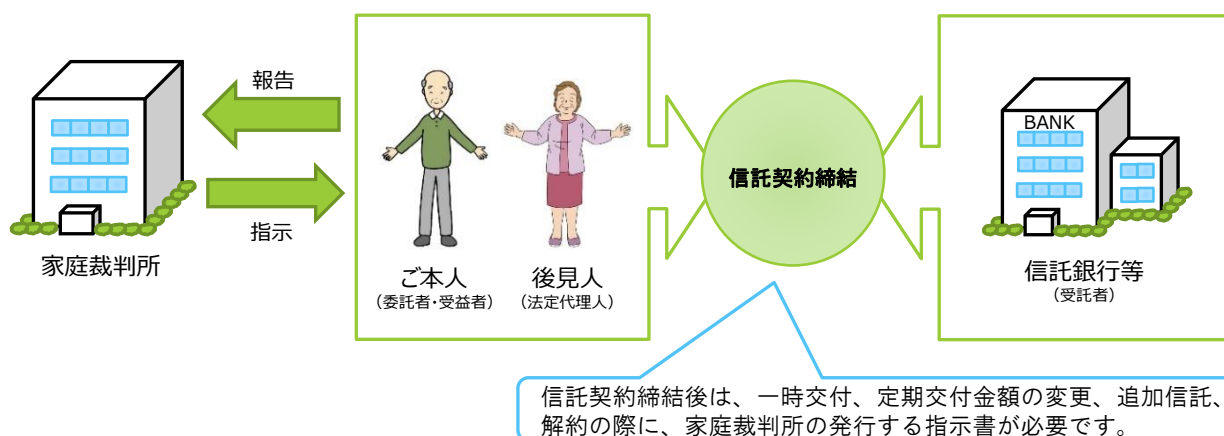 報告
指示
家庭裁判所
ご本人
（委託者・受益者）
後見人
（法定代理人）
信託契約締結
BANK
信託銀行等
（受託者）
信託契約締結後は、一時交付、定期交付金額の変更、追加信託、
解約の際に、家庭裁判所の発行する指示書が必要です。